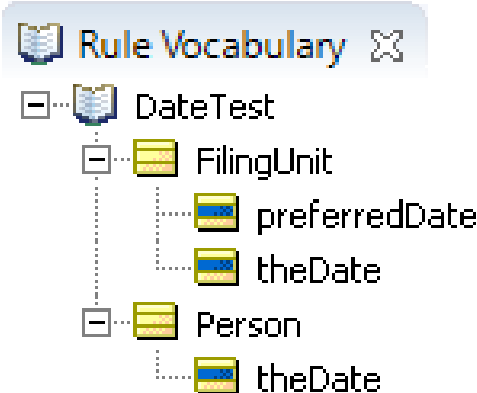 Rule Vocabulary
DateTest
FilingUnit
preferredDate
theDate
Person
theDate